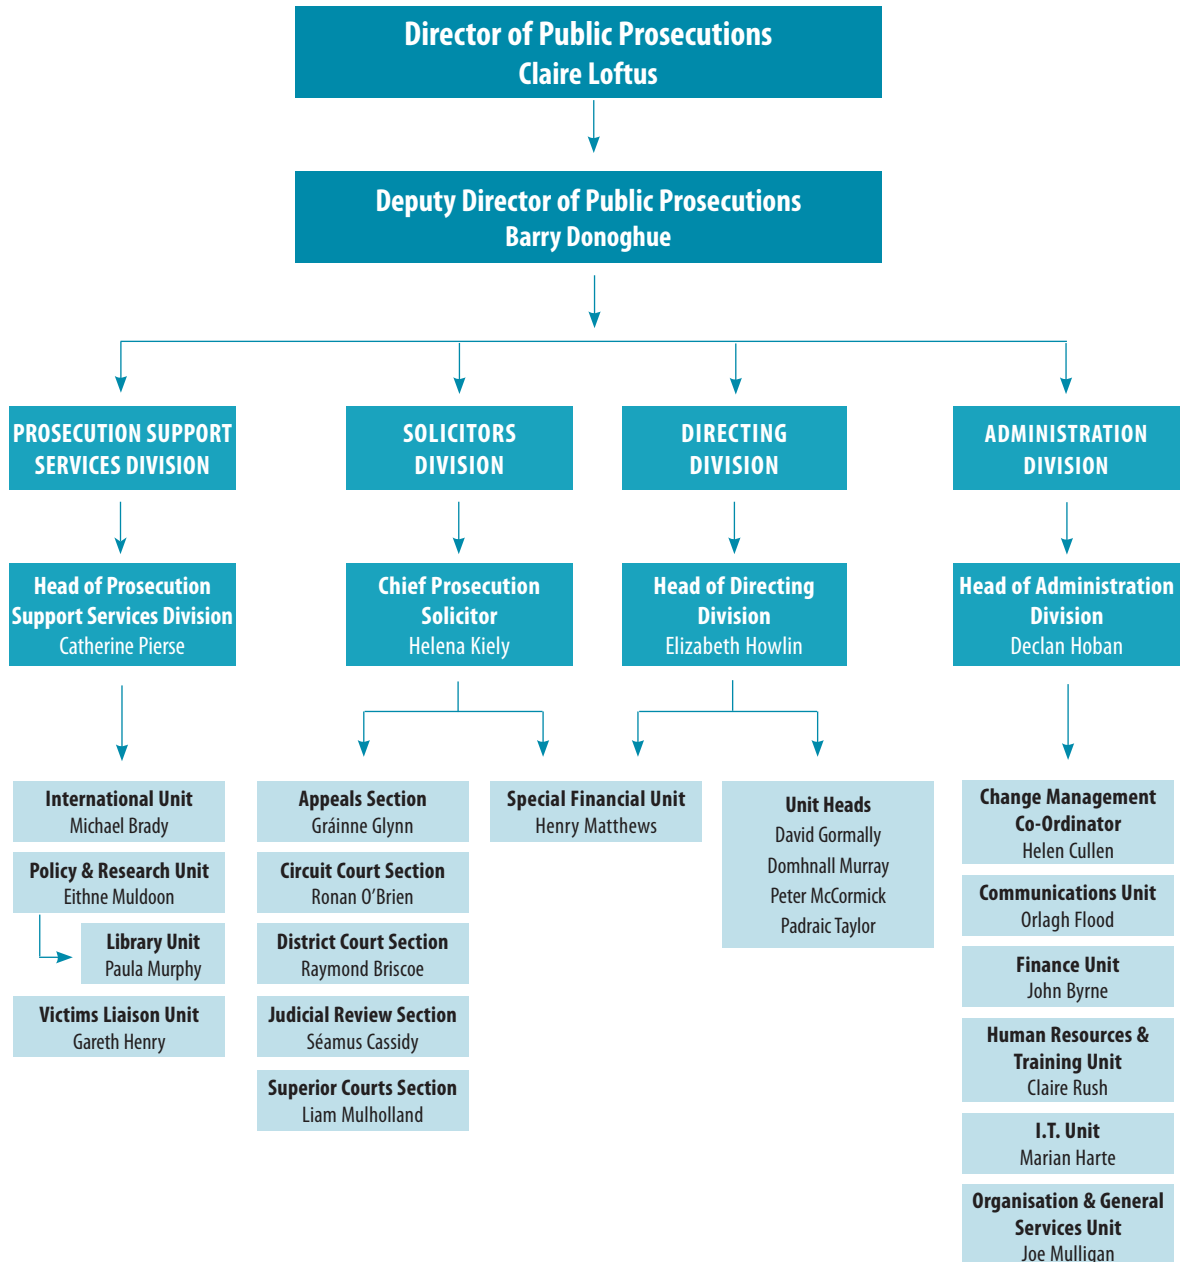 Director of Public Prosecutions
Claire Loftus
Deputy Director of Public Prosecutions
Barry Donoghue
PROSECUTION SUPPORT
SERVICES DIVISION
SOLICITORS
DIVISION
DIRECTING
DIVISION
ADMINISTRATION
DIVISION
Head of Prosecution
Support Services Division
Catherine Pierse
Chief Prosecution
Solicitor
Helena Kiely
Head of Directing
Division
Elizabeth Howlin
Head of Administration
Division
Declan Hoban
International Unit
Michael Brady
Policy & Research Unit
Eithne Muldoon
Library Unit
Paula Murphy
Victims Liaison Unit
Gareth Henry
Appeals Section
Gráinne Glynn
Circuit Court Section
Ronan O’Brien
District Court Section
Raymond Briscoe
Judicial Review Section
Séamus Cassidy
Superior Courts Section
Liam Mulholland
Special Financial Unit
Henry Matthews
Unit Heads
David Gormally
Domhnall Murray
Peter McCormick
Padraic Taylor
Change Management
Co-Ordinator
Helen Cullen
Communications Unit
Orlagh Flood
Finance Unit
John Byrne
Human Resources &
Training Unit
Claire Rush
I.T. Unit
Marian Harte
Organisation & General
Services Unit
Joe Mulligan